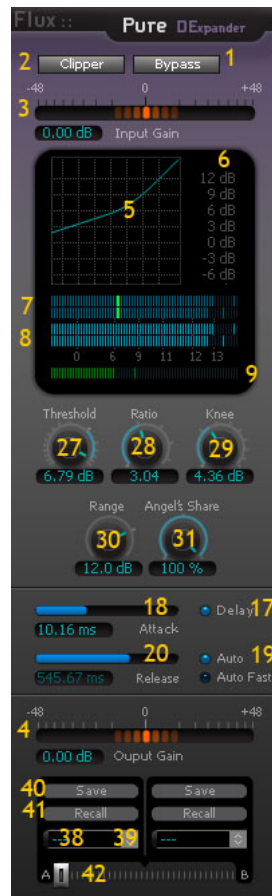 Flux :: Pure DExpander
2 Clipper Bypass 1
-48 0 +48
3
0.00 dB Input Gain
6
12 dB
9 dB
5 6 dB
3 dB
0 dB
-3 dB
-6 dB
7
8
0 6 9 11 12 13
9
Threshold Ratio Knee
27 28 29
6.79 dB 3.04 4.36 dB
Range Angel's Share
30 31
12.0 dB 100 %
18 Delay 17
10.16 ms Attack
20 Auto 19
545.67 ms Release Auto Fast
-48 0 +48
4
0.00 dB Ouput Gain
40 Save Save
41 Recall Recall
--- 38 39 ---
A 42 B